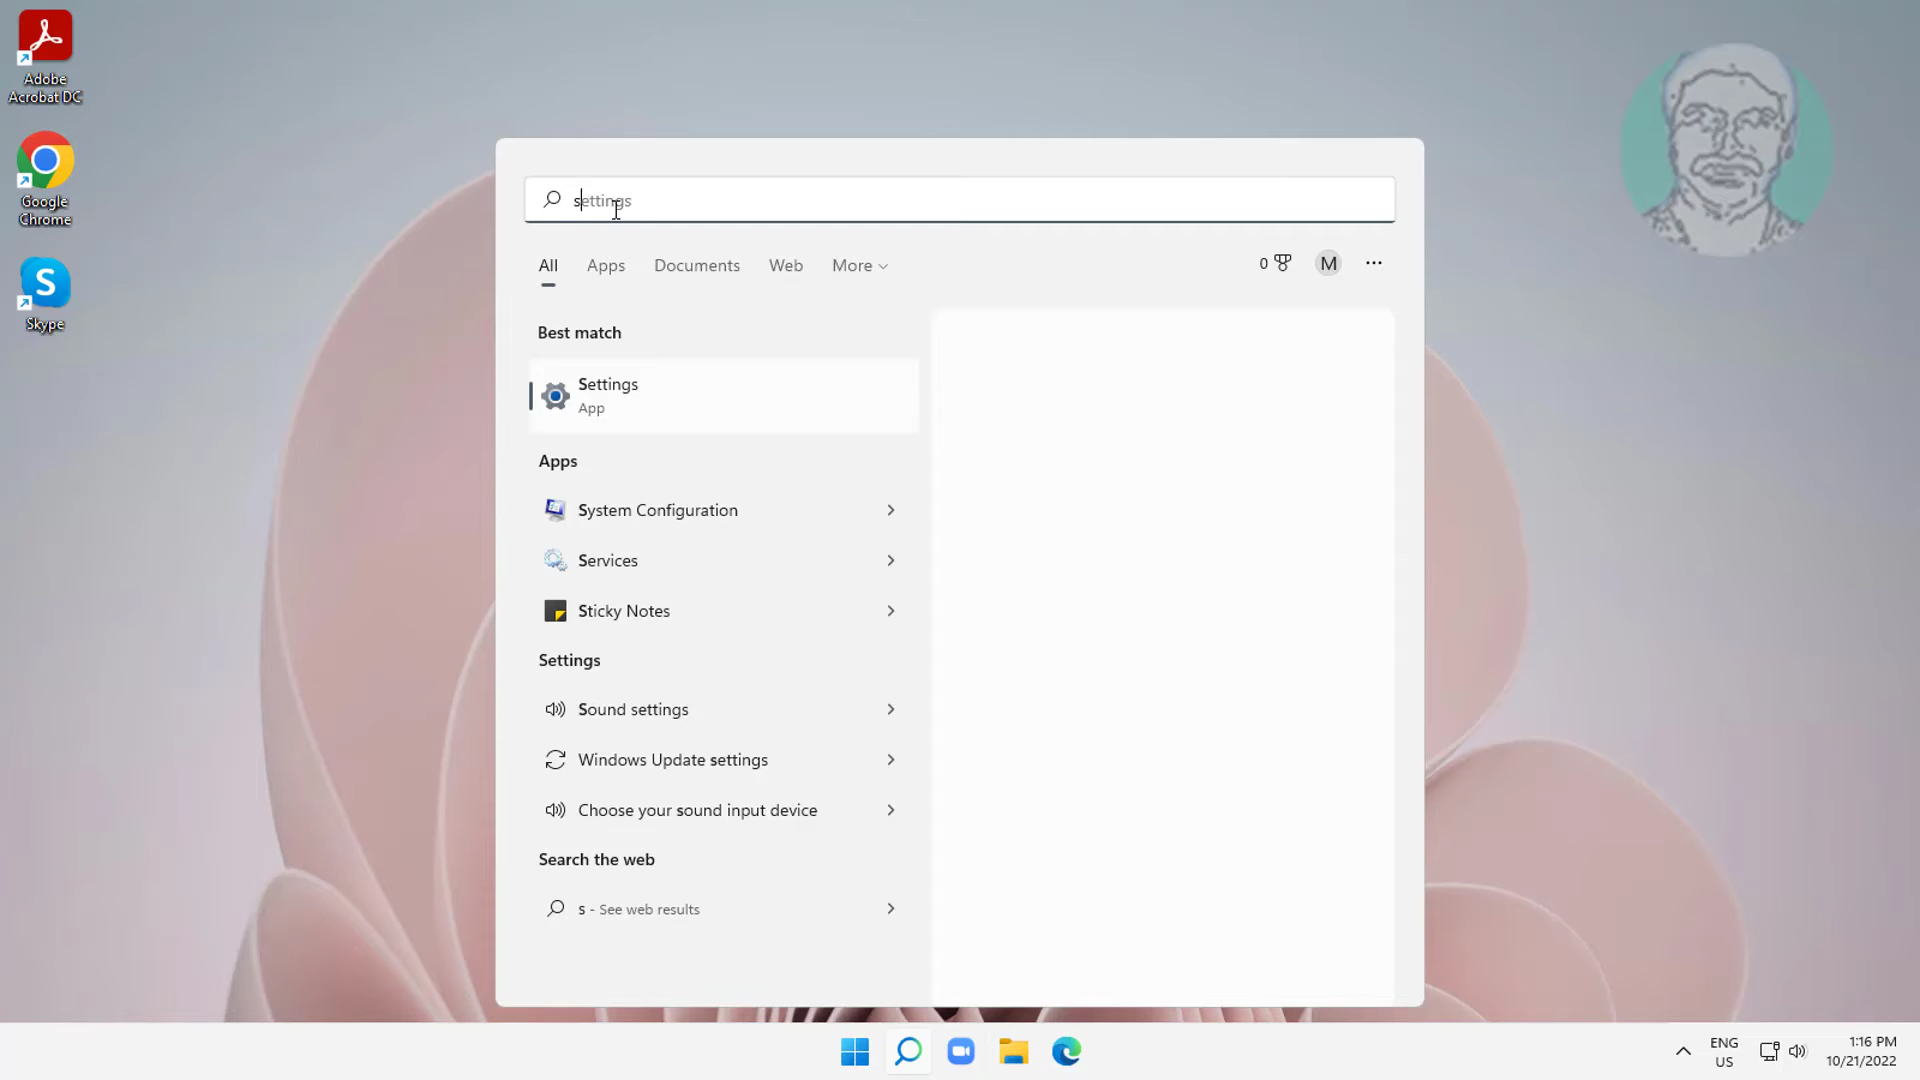 Adobe
Acrobat DC
Google
Chrome
S
Skype
settings
All Apps Documents Web More
0 M
Best match
Settings
App
Apps
System Configuration
Services
Sticky Notes
Settings
Sound settings
Windows Update settings
Choose your sound input device
Search the web
s - See web results
ENG
US
1:16 PM
10/21/2022